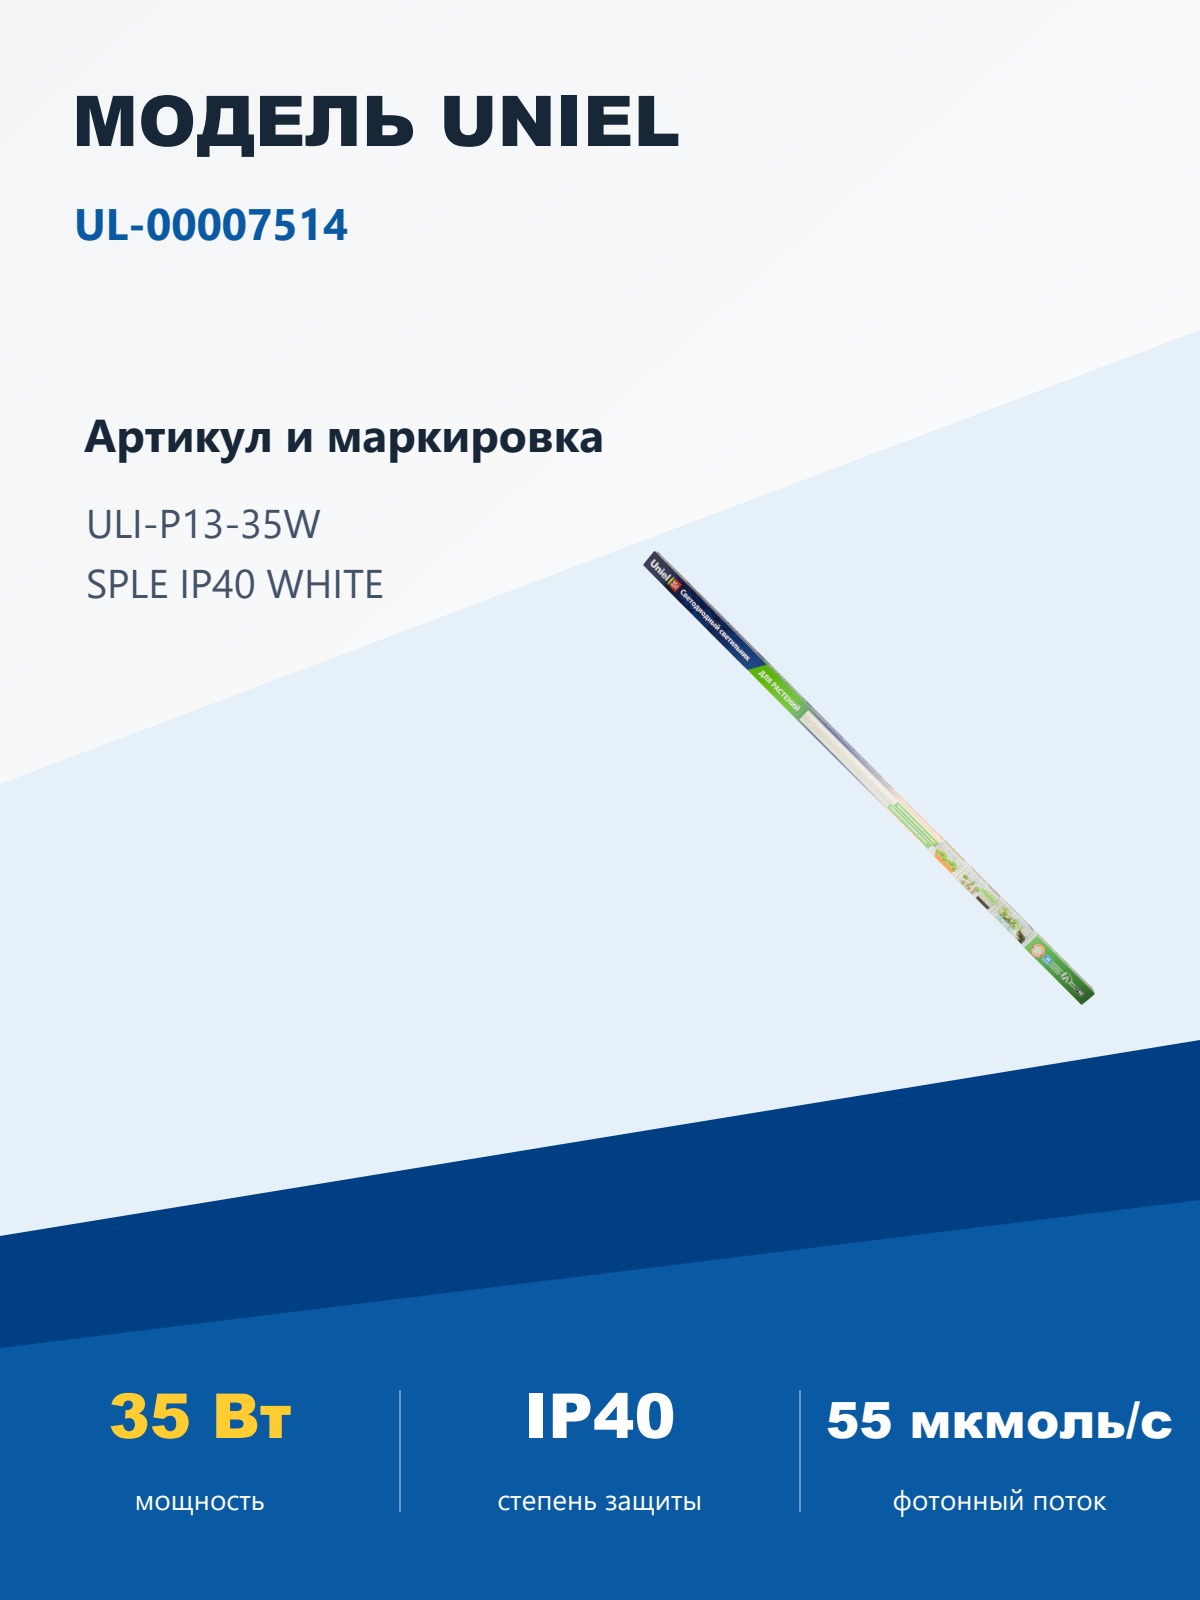 МОДЕЛЬ UNIEL
UL-00007514
Артикул и маркировка
ULI-P13-35W
SPLE IP40 WHITE
Uniel
Светодиодный светильник
ДЛЯ РАСТЕНИЙ
35 Вт
мощность
IP40
степень защиты
55 мкмоль/с
фотонный поток